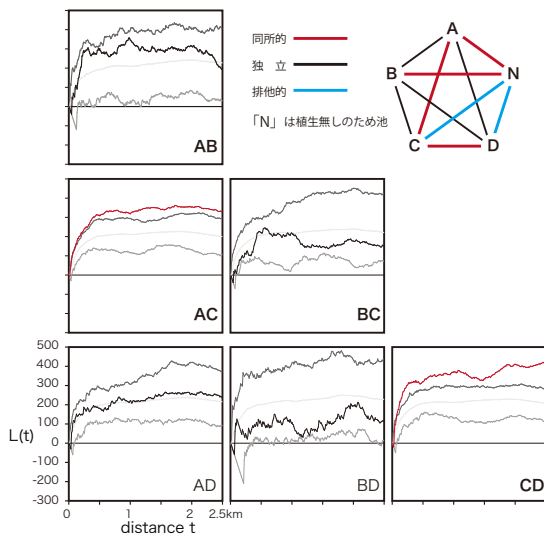 同所的
独 立
排他的
「N」は植生無しのため池
A
B
N
C
D
AB
AC
BC
L(t)
500
400
300
200
100
0
-100
-200
-300
AD
BD
CD
0
1
2
2.5km
distance t